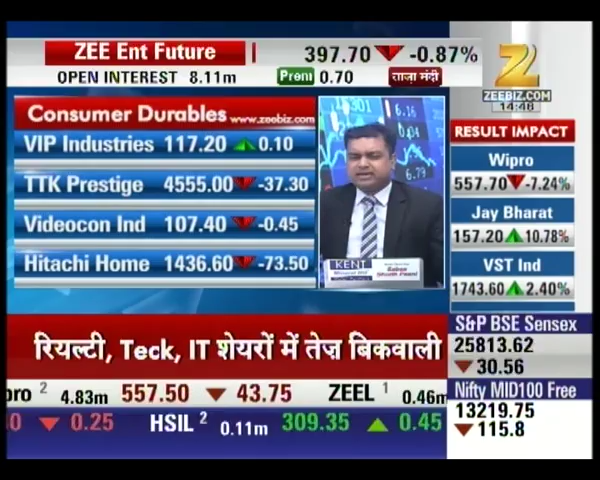 ZEE Ent Future
397.70 -0.87%
OPEN INTEREST 8.11m Prem 0.70 ताज़ा मंदी
ZEEBIZ.COM
14:48
Consumer Durables www.zeebiz.com
VIP Industries 117.20 0.10
TTK Prestige 4555.00 -37.30
Videocon Ind 107.40 -0.45
Hitachi Home 1436.60 -73.50
6.16
6.79
KENT
RESULT IMPACT
Wipro
557.70 -7.24%
Jay Bharat
157.20 10.78%
VST Ind
1743.60 2.40%
रियल्टी, Teck, IT शेयरों में तेज़ बिकवाली
S&P BSE Sensex
25813.62
30.56
Nifty MID100 Free
13219.75
115.8
pro 2 4.83m 557.50 43.75 ZEEL 1 0.46m
0 0.25 HSIL 2 0.11m 309.35 0.45